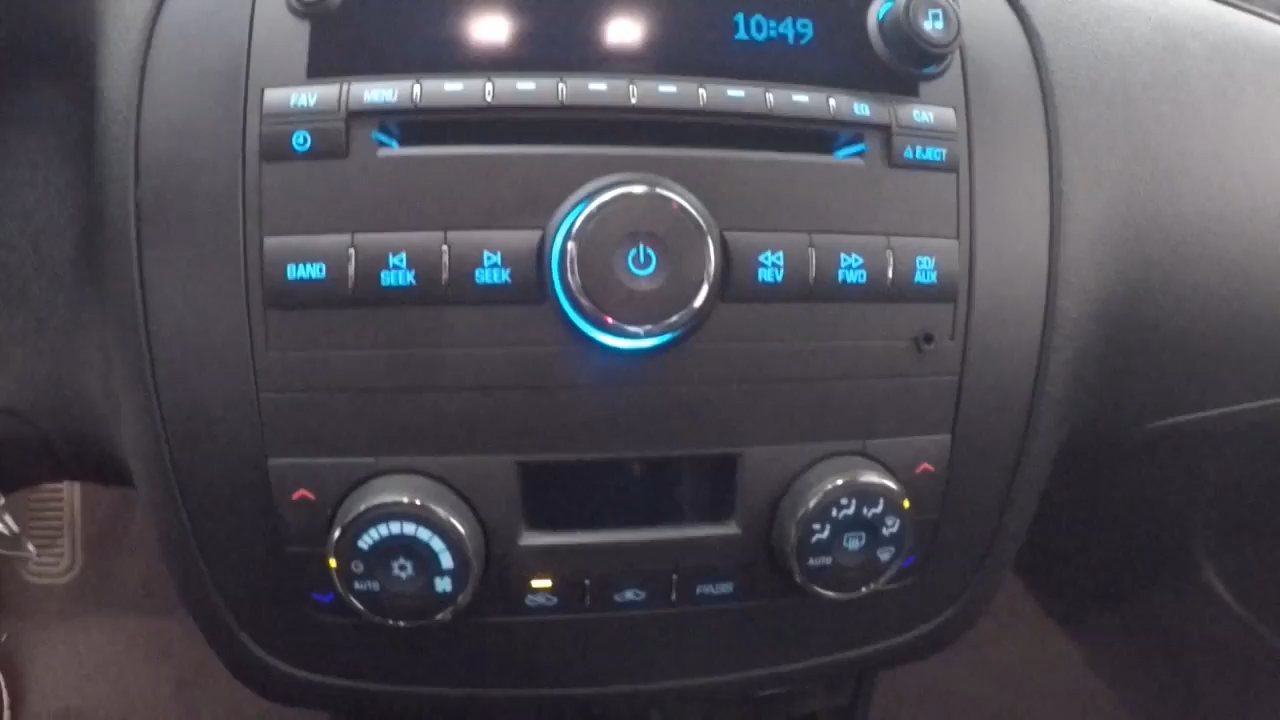 10:49
FAV
MENU
EQ
CAT
EJECT
BAND
SEEK
SEEK
REV
FWD
CD/
AUX
AUTO
PASS
AUTO